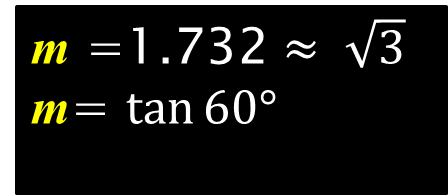 m =1.732 ≈ √3
m= tan 60°